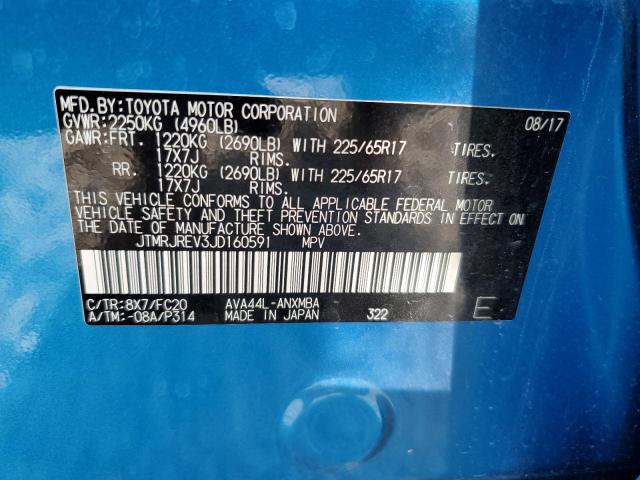 MFD.BY:TOYOTA MOTOR CORPORATION 08/17
GVWR:2250KG (4960LB)
GAWR:FRT. 1220KG (2690LB) WITH 225/65R17 TIRES.
17X7J RIMS.
RR. 1220KG (2690LB) WITH 225/65R17 TIRES.
17X7J RIMS.
THIS VEHICLE CONFORMS TO ALL APPLICABLE FEDERAL MOTOR
VEHICLE SAFETY AND THEFT PREVENTION STANDARDS IN EFFECT ON
THE DATE OF MANUFACTURE SHOWN ABOVE.
JTMRJREV3JD160591 MPV
C/TR:8X7/FC20 AVA44L-ANXMBA
A/TM:-08A/P314 MADE IN JAPAN 322 E